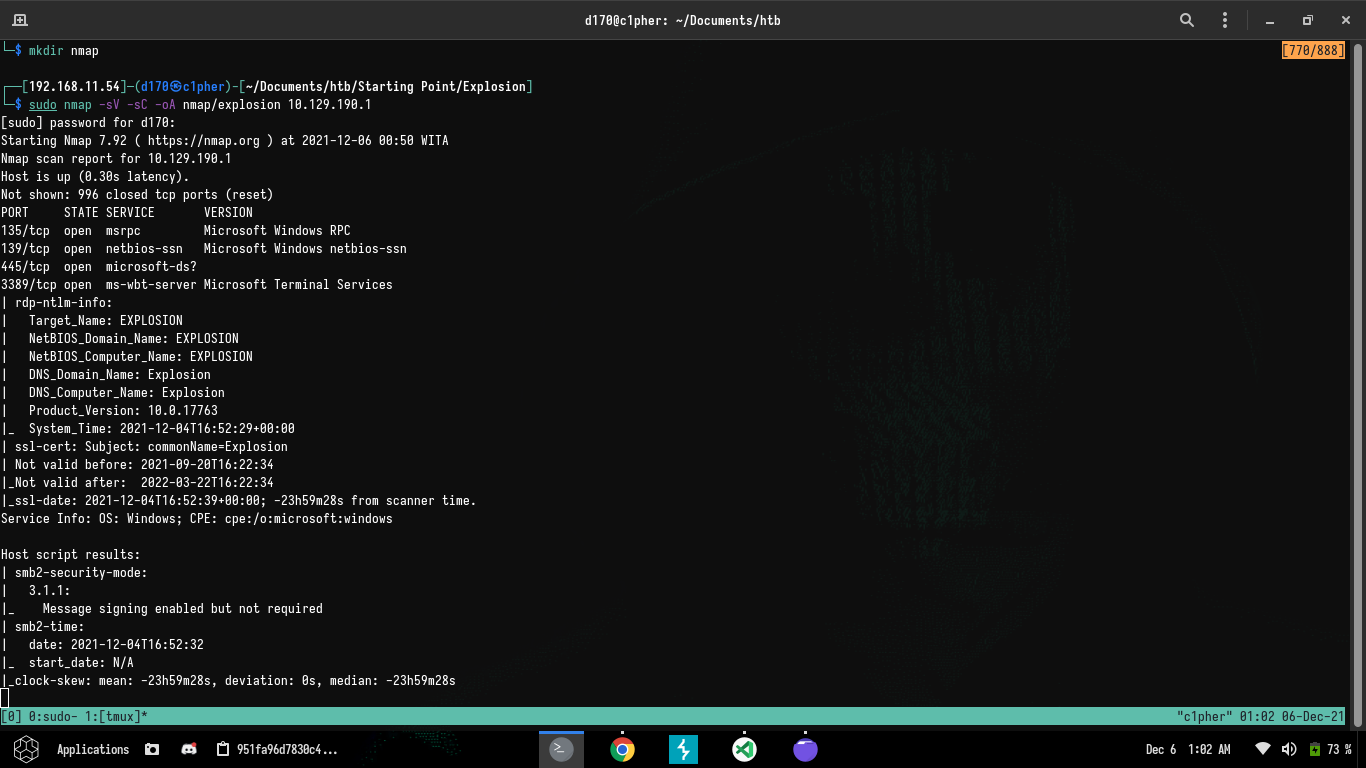 d170@c1pher: ~/Documents/htb
└─$ mkdir nmap
[770/888]
┌──[192.168.11.54]─(d170㉿c1pher)-[~/Documents/htb/Starting Point/Explosion]
└─$ sudo nmap -sV -sC -oA nmap/explosion 10.129.190.1
[sudo] password for d170:
Starting Nmap 7.92 ( https://nmap.org ) at 2021-12-06 00:50 WITA
Nmap scan report for 10.129.190.1
Host is up (0.30s latency).
Not shown: 996 closed tcp ports (reset)
PORT     STATE SERVICE       VERSION
135/tcp  open  msrpc         Microsoft Windows RPC
139/tcp  open  netbios-ssn   Microsoft Windows netbios-ssn
445/tcp  open  microsoft-ds?
3389/tcp open  ms-wbt-server Microsoft Terminal Services
| rdp-ntlm-info:
|   Target_Name: EXPLOSION
|   NetBIOS_Domain_Name: EXPLOSION
|   NetBIOS_Computer_Name: EXPLOSION
|   DNS_Domain_Name: Explosion
|   DNS_Computer_Name: Explosion
|   Product_Version: 10.0.17763
|_  System_Time: 2021-12-04T16:52:29+00:00
| ssl-cert: Subject: commonName=Explosion
| Not valid before: 2021-09-20T16:22:34
|_Not valid after:  2022-03-22T16:22:34
|_ssl-date: 2021-12-04T16:52:39+00:00; -23h59m28s from scanner time.
Service Info: OS: Windows; CPE: cpe:/o:microsoft:windows
Host script results:
| smb2-security-mode:
|   3.1.1:
|_    Message signing enabled but not required
| smb2-time:
|   date: 2021-12-04T16:52:32
|_  start_date: N/A
|_clock-skew: mean: -23h59m28s, deviation: 0s, median: -23h59m28s
[0] 0:sudo- 1:[tmux]* "c1pher" 01:02 06-Dec-21
Applications 951fa96d7830c4... Dec 6 1:02 AM 73 %